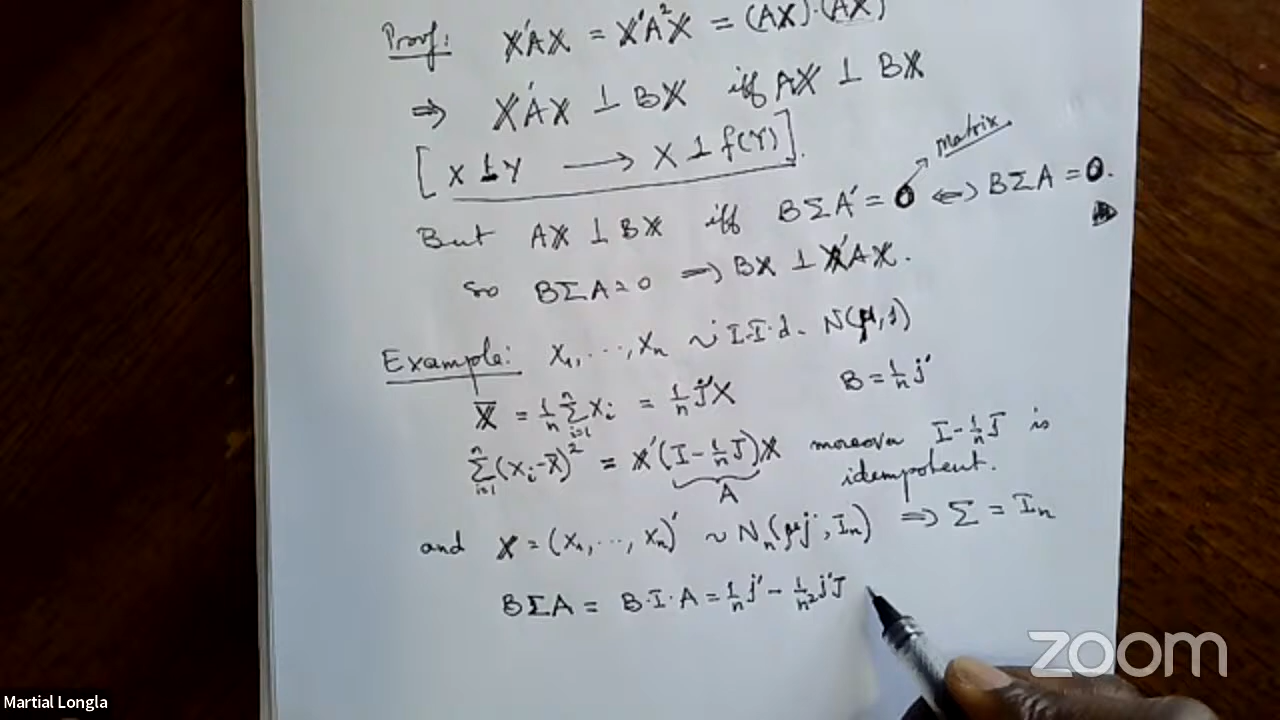 Proof: X'AX = X'A²X = (AX)'·(AX)
⇒ X'AX ⊥ BX iff AX ⊥ BX
[X ⊥ Y ⟶ X ⊥ f(Y)].
matrix
But AX ⊥ BX iff BΣA' = 0 ⇔ BΣA = 0.
so BΣA = 0 ⇒ BX ⊥ X'AX.
Example: X₁, ..., Xₙ ~ I.I.d. N(μ,1)
X̄ = 1/n Σⁿᵢ₌₁ Xᵢ = 1/n j'X B = 1/n j'
Σⁿᵢ₌₁ (Xᵢ - X̄)² = X'(I - 1/n J)X moreover I - 1/n J is
A idempotent.
and X = (X₁, ..., Xₙ)' ~ Nₙ(μj, Iₙ) ⇒ Σ = Iₙ
BΣA = B·I·A = 1/n j' - 1/n² j'J
zoom
Martial Longla